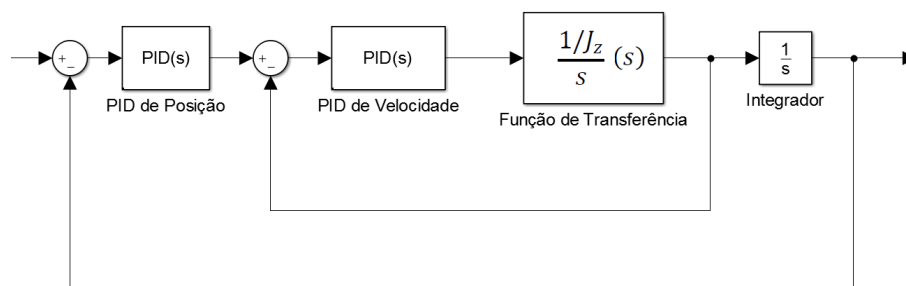 +
−
PID(s)
PID de Posição
+
−
PID(s)
PID de Velocidade
1/J_z
s
(s)
Função de Transferência
1
s
Integrador